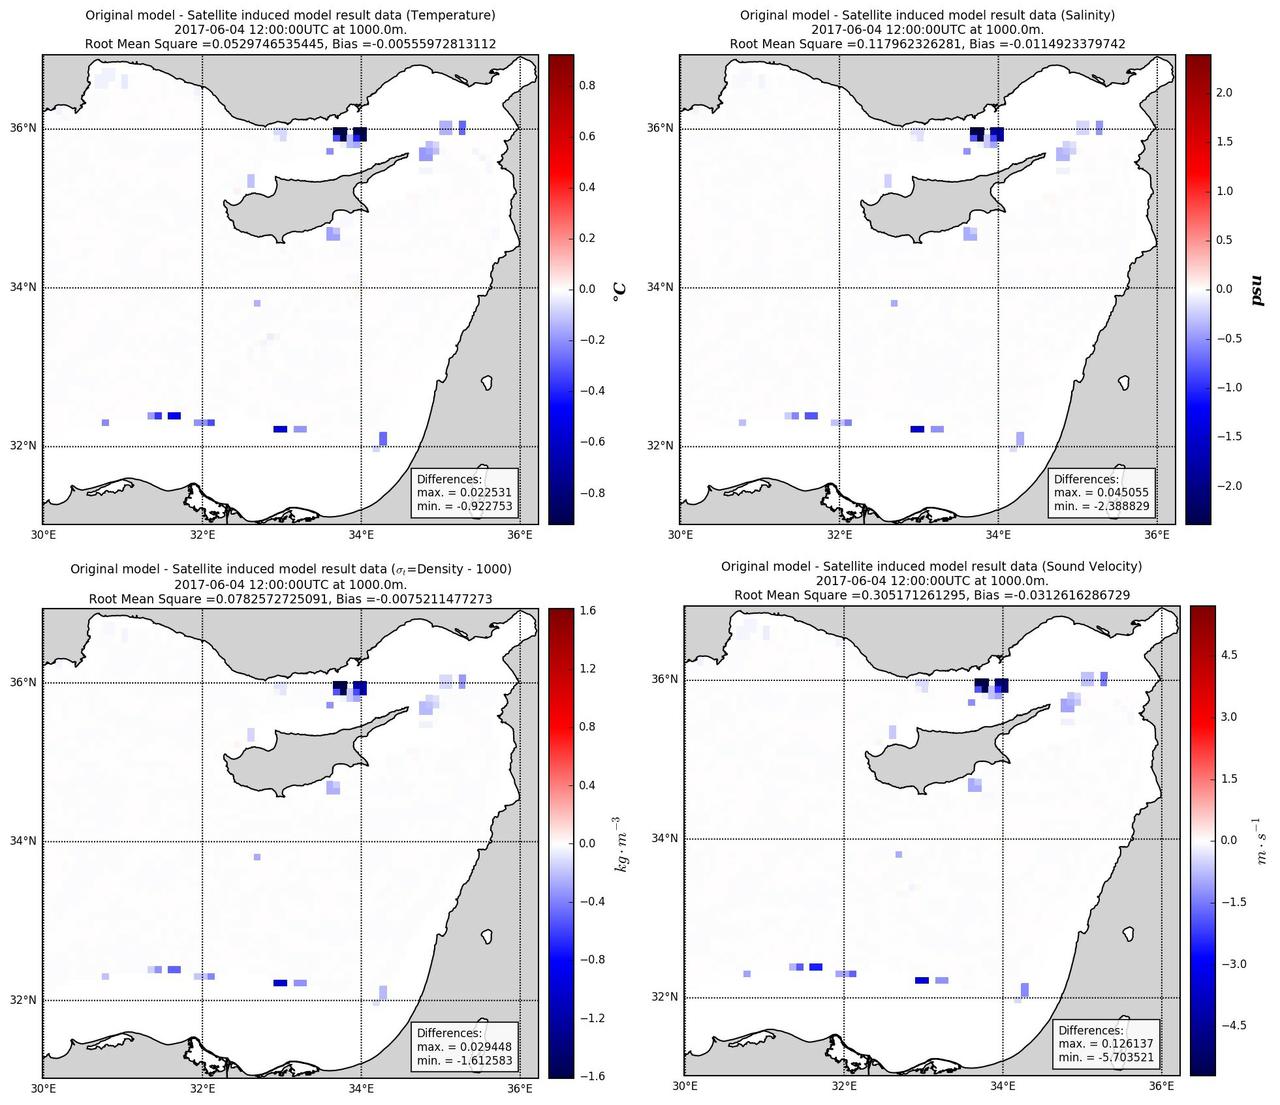 Original model - Satellite induced model result data (Temperature)
2017-06-04 12:00:00UTC at 1000.0m.
Root Mean Square =0.0529746535445, Bias =-0.00555972813112
0.8
0.6
0.4
0.2
0.0
−0.2
−0.4
−0.6
−0.8
°C
36°N
34°N
32°N
30°E 32°E 34°E 36°E
Differences:
max. = 0.022531
min. = -0.922753
Original model - Satellite induced model result data (Salinity)
2017-06-04 12:00:00UTC at 1000.0m.
Root Mean Square =0.117962326281, Bias =-0.0114923379742
2.0
1.5
1.0
0.5
0.0
−0.5
−1.0
−1.5
−2.0
psu
36°N
34°N
32°N
30°E 32°E 34°E 36°E
Differences:
max. = 0.045055
min. = -2.388829
Original model - Satellite induced model result data (σt=Density - 1000)
2017-06-04 12:00:00UTC at 1000.0m.
Root Mean Square =0.0782572725091, Bias =-0.0075211477273
1.6
1.2
0.8
0.4
0.0
−0.4
−0.8
−1.2
−1.6
kg · m⁻³
36°N
34°N
32°N
30°E 32°E 34°E 36°E
Differences:
max. = 0.029448
min. = -1.612583
Original model - Satellite induced model result data (Sound Velocity)
2017-06-04 12:00:00UTC at 1000.0m.
Root Mean Square =0.305171261295, Bias =-0.0312616286729
4.5
3.0
1.5
0.0
−1.5
−3.0
−4.5
m · s⁻¹
36°N
34°N
32°N
30°E 32°E 34°E 36°E
Differences:
max. = 0.126137
min. = -5.703521